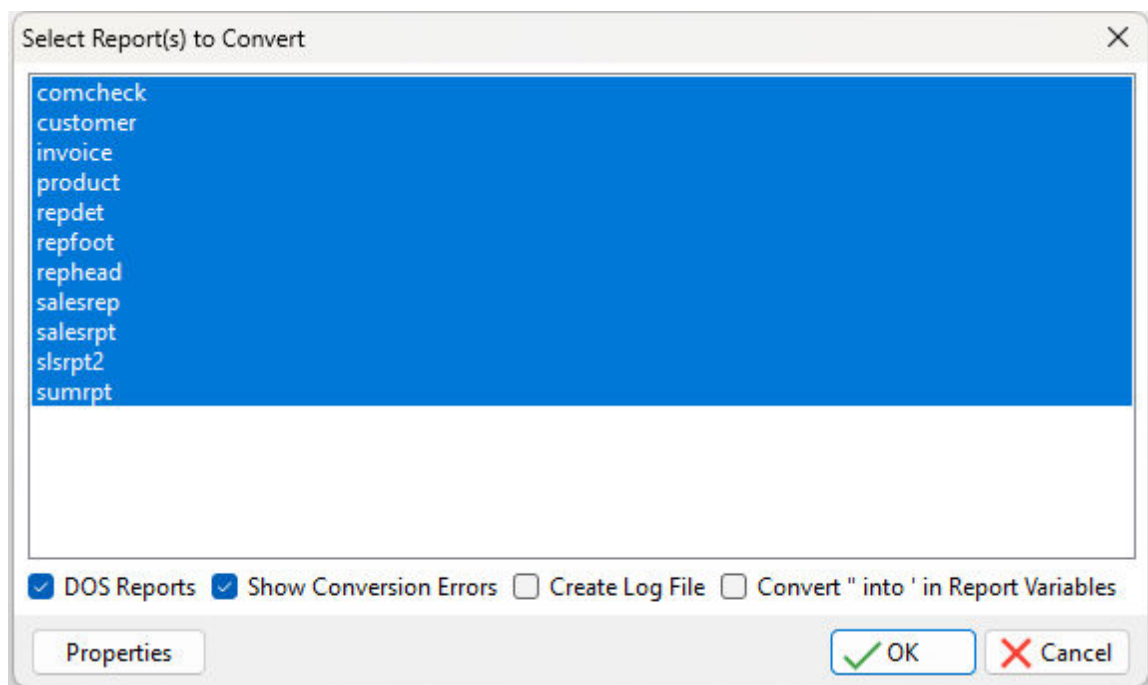 Select Report(s) to Convert
comcheck
customer
invoice
product
repdet
repfoot
rephead
salesrep
salesrpt
slsrpt2
sumrpt
DOS Reports Show Conversion Errors Create Log File Convert " into ' in Report Variables
Properties OK Cancel